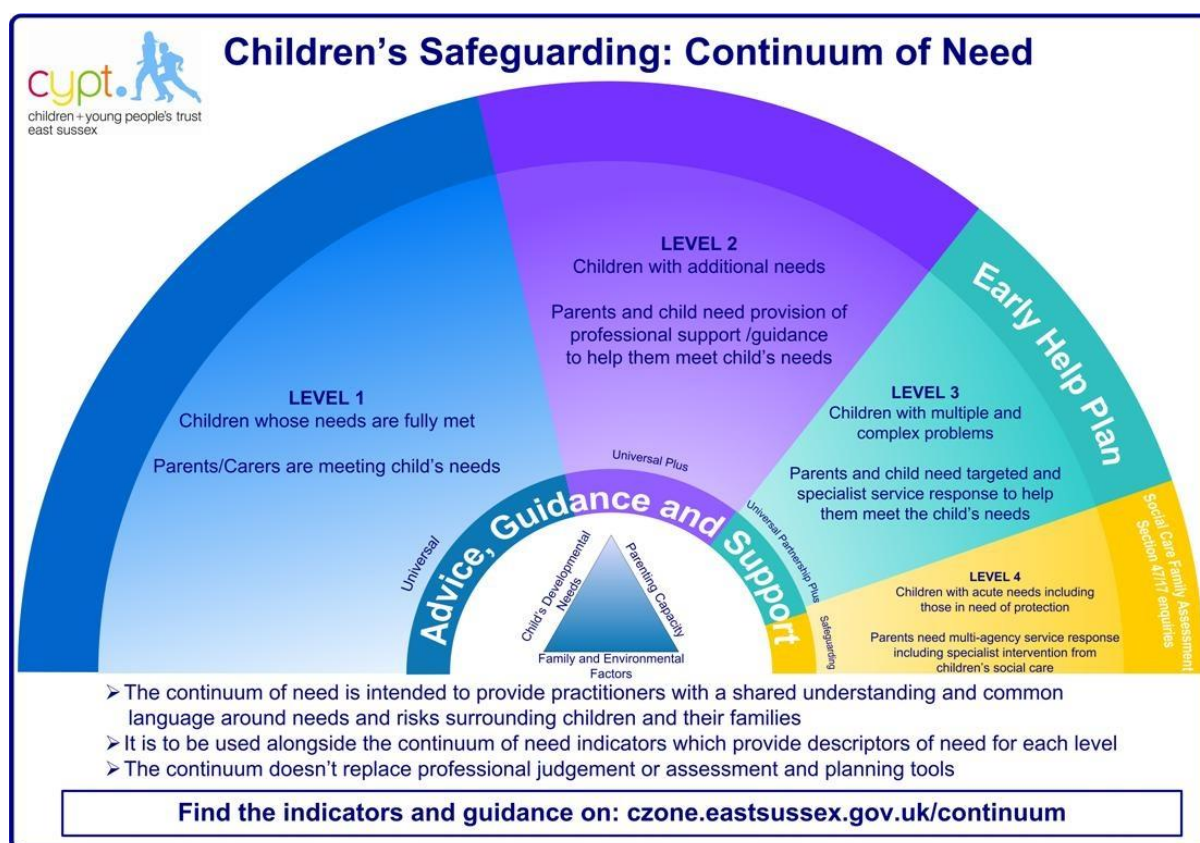 Children's Safeguarding: Continuum of Need
cypt.
children + young people's trust
east sussex
LEVEL 1
Children whose needs are fully met
Parents/Carers are meeting child's needs
LEVEL 2
Children with additional needs
Parents and child need provision of
professional support /guidance
to help them meet child's needs
LEVEL 3
Children with multiple and
complex problems
Parents and child need targeted and
specialist service response to help
them meet the child's needs
Early Help Plan
LEVEL 4
Children with acute needs including
those in need of protection
Parents need multi-agency service response
including specialist intervention from
children's social care
Social Care Family Assessment
Section 47/17 enquiries
Universal
Universal Plus
Universal Partnership Plus
Safeguarding
Advice, Guidance and Support
Child's Developmental
Needs
Parenting Capacity
Family and Environmental
Factors
➢ The continuum of need is intended to provide practitioners with a shared understanding and common
language around needs and risks surrounding children and their families
➢ It is to be used alongside the continuum of need indicators which provide descriptors of need for each level
➢ The continuum doesn't replace professional judgement or assessment and planning tools
Find the indicators and guidance on: czone.eastsussex.gov.uk/continuum